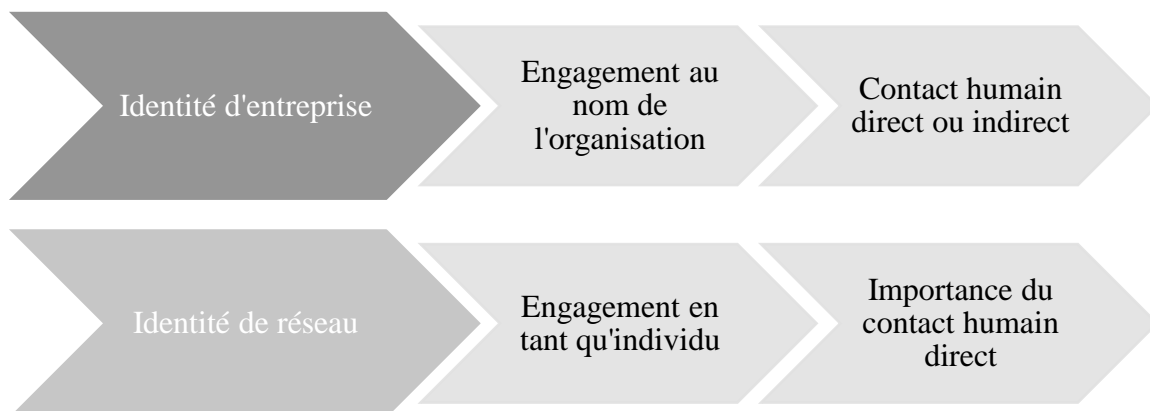 Identité d'entreprise
Engagement au
nom de
l'organisation
Contact humain
direct ou indirect
Identité de réseau
Engagement en
tant qu'individu
Importance du
contact humain
direct